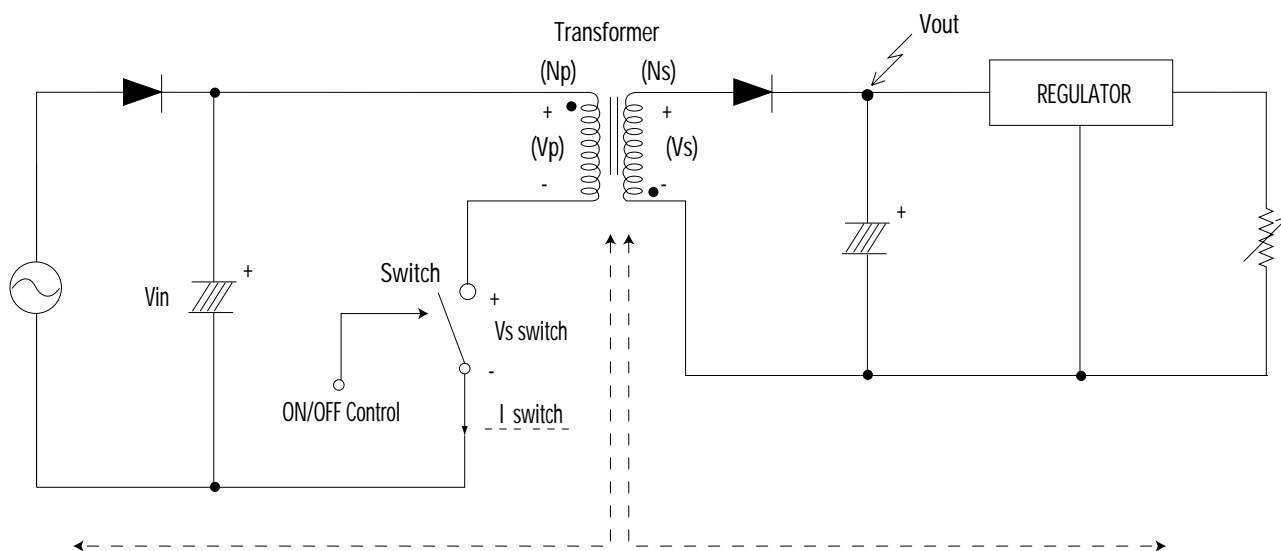 Transformer
Vout
(Np)
(Ns)
REGULATOR
+
+
(Vp)
(Vs)
-
-
+
+
Switch
Vin
+
Vs switch
-
ON/OFF Control
I switch